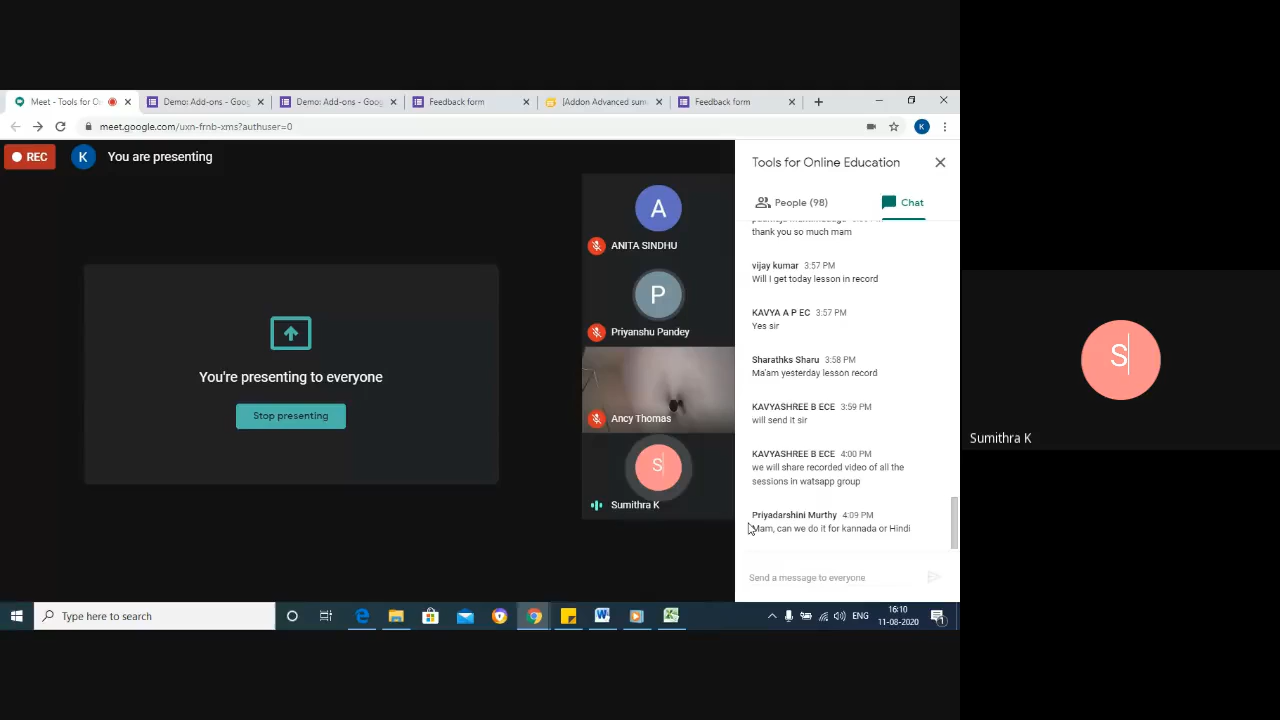 Meet - Tools for O
Demo: Add-ons - Goog
Demo: Add-ons - Goog
Feedback form
[Addon Advanced sum
Feedback form
meet.google.com/uxn-frnb-xms?authuser=0
K
REC
K
You are presenting
You're presenting to everyone
Stop presenting
A
ANITA SINDHU
P
Priyanshu Pandey
Ancy Thomas
S
Sumithra K
Tools for Online Education
People (98)
Chat
thank you so much mam
vijay kumar 3:57 PM
Will I get today lesson in record
KAVYA A P EC 3:57 PM
Yes sir
Sharathks Sharu 3:58 PM
Ma'am yesterday lesson record
KAVYASHREE B ECE 3:59 PM
will send it sir
KAVYASHREE B ECE 4:00 PM
we will share recorded video of all the
sessions in watsapp group
Priyadarshini Murthy 4:09 PM
Mam, can we do it for kannada or Hindi
Send a message to everyone
S
Sumithra K
Type here to search
ENG
16:10
11-08-2020
1